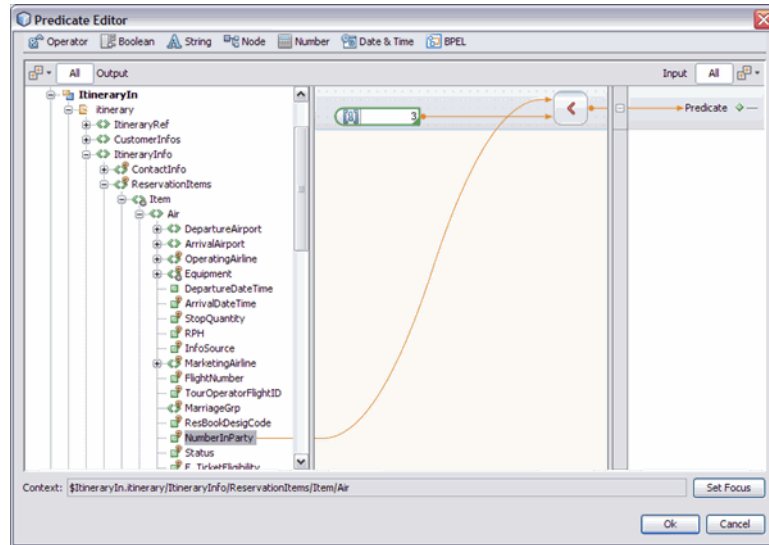 Predicate Editor
Operator Boolean String Node Number Date & Time BPEL
All Output Input All
ItineraryIn
itinerary
ItineraryRef
CustomerInfos
ItineraryInfo
ContactInfo
ReservationItems
Item
Air
DepartureAirport
ArrivalAirport
OperatingAirline
Equipment
DepartureDateTime
ArrivalDateTime
StopQuantity
RPH
InfoSource
MarketingAirline
FlightNumber
TourOperatorFlightID
MarriageGrp
ResBookDesigCode
NumberInParty
Status
E_TicketEligibility
3
<
Predicate
Context: $ItineraryIn.itinerary/ItineraryInfo/ReservationItems/Item/Air Set Focus
Ok Cancel